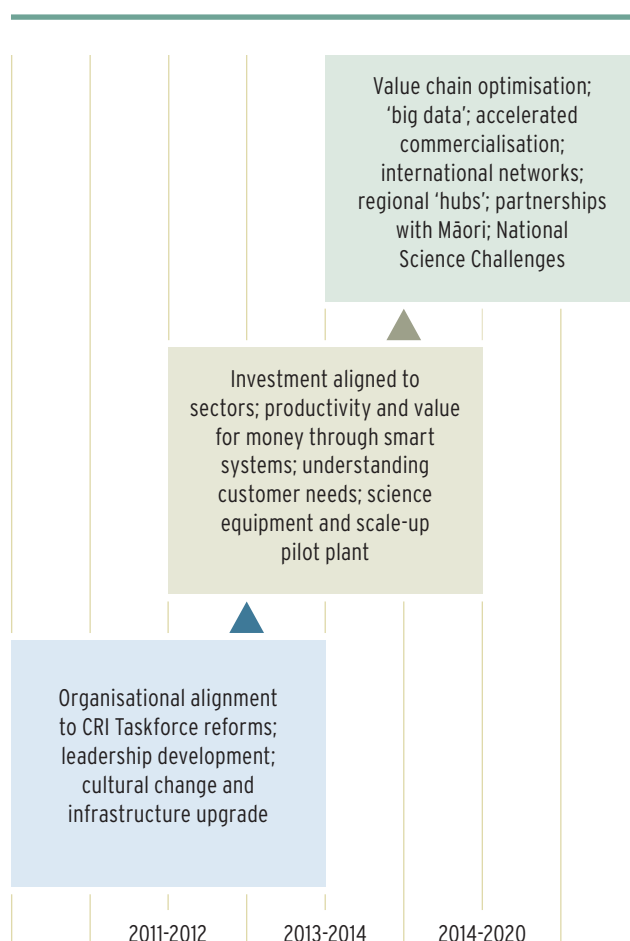 Value chain optimisation;
‘big data’; accelerated
commercialisation;
international networks;
regional ‘hubs’; partnerships
with Māori; National
Science Challenges
Investment aligned to
sectors; productivity and value
for money through smart
systems; understanding
customer needs; science
equipment and scale-up
pilot plant
Organisational alignment
to CRI Taskforce reforms;
leadership development;
cultural change and
infrastructure upgrade
2011-2012 2013-2014 2014-2020